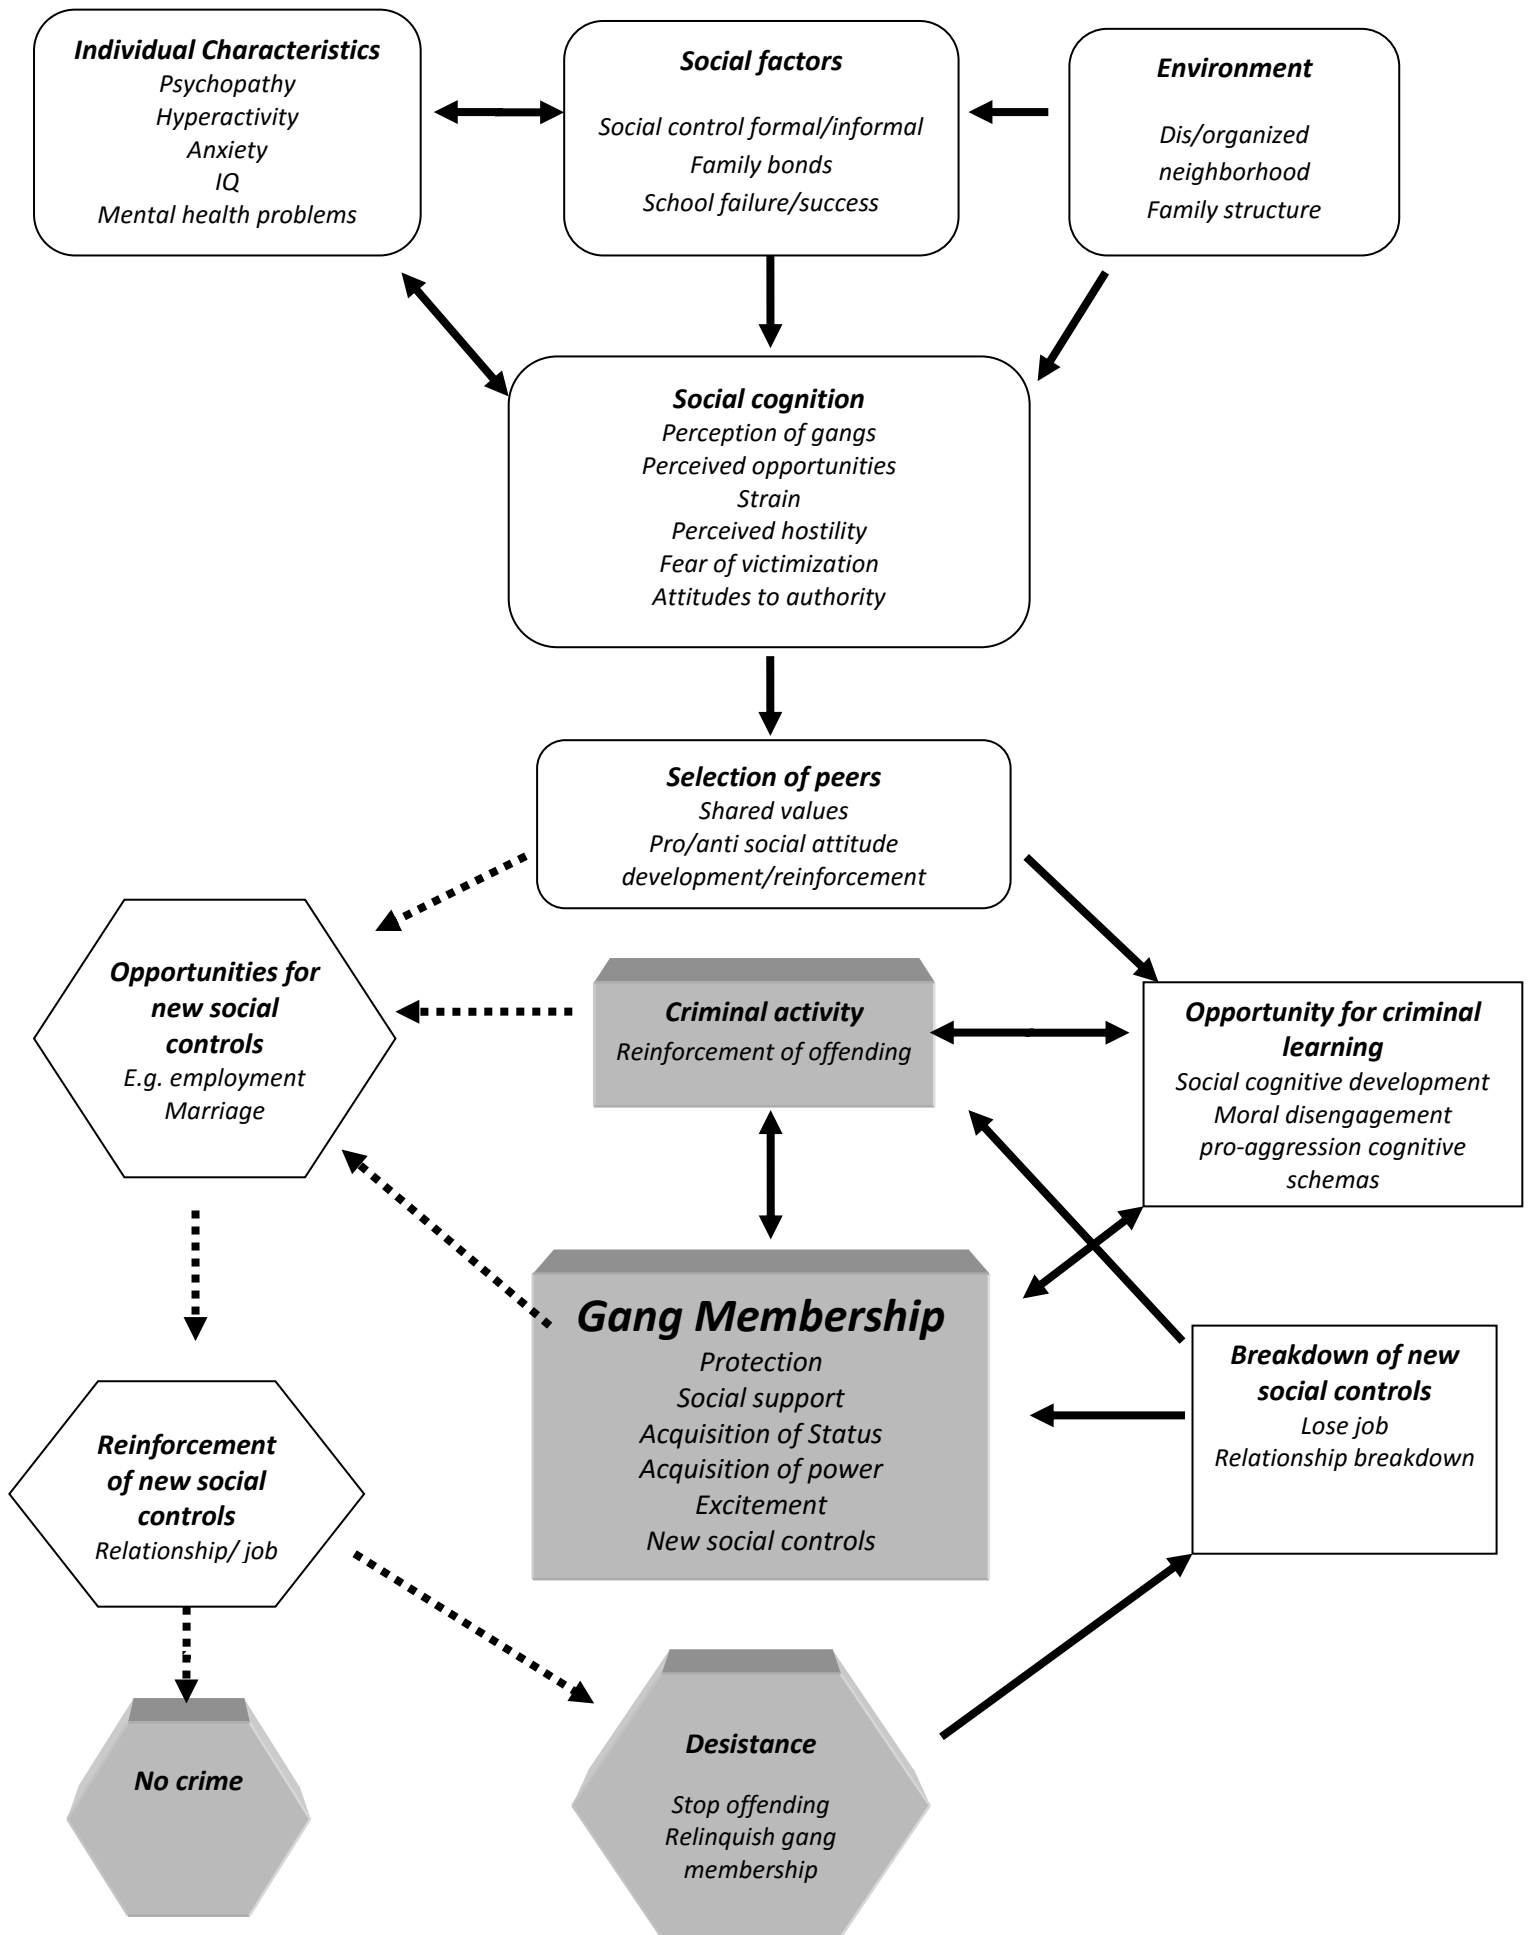 Individual Characteristics
Psychopathy
Hyperactivity
Anxiety
IQ
Mental health problems
Social factors
Social control formal/informal
Family bonds
School failure/success
Environment
Dis/organized
neighborhood
Family structure
Social cognition
Perception of gangs
Perceived opportunities
Strain
Perceived hostility
Fear of victimization
Attitudes to authority
Selection of peers
Shared values
Pro/anti social attitude
development/reinforcement
Opportunities for
new social
controls
E.g. employment
Marriage
Criminal activity
Reinforcement of offending
Opportunity for criminal
learning
Social cognitive development
Moral disengagement
pro-aggression cognitive
schemas
Gang Membership
Protection
Social support
Acquisition of Status
Acquisition of power
Excitement
New social controls
Breakdown of new
social controls
Lose job
Relationship breakdown
Reinforcement
of new social
controls
Relationship/ job
No crime
Desistance
Stop offending
Relinquish gang
membership